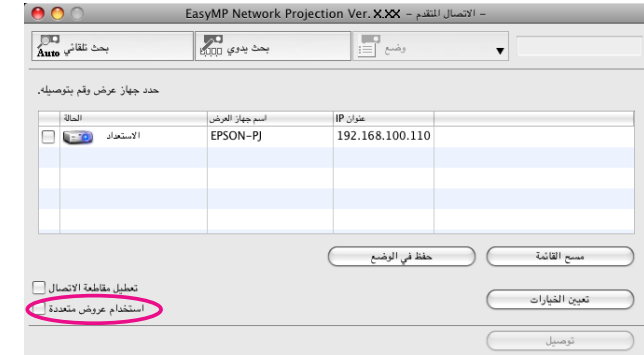 EasyMP Network Projection Ver. X.XX - الاتصال المتقدم -
بحث تلقائي Auto
بحث يدوي
وضع
حدد جهاز عرض وقم بتوصيله.
الحالة اسم جهاز العرض عنوان IP
الاستعداد EPSON-PJ 192.168.100.110
حفظ في الوضع مسح القائمة
تعطيل مقاطعة الاتصال
تعيين الخيارات
استخدام عروض متعددة
توصيل